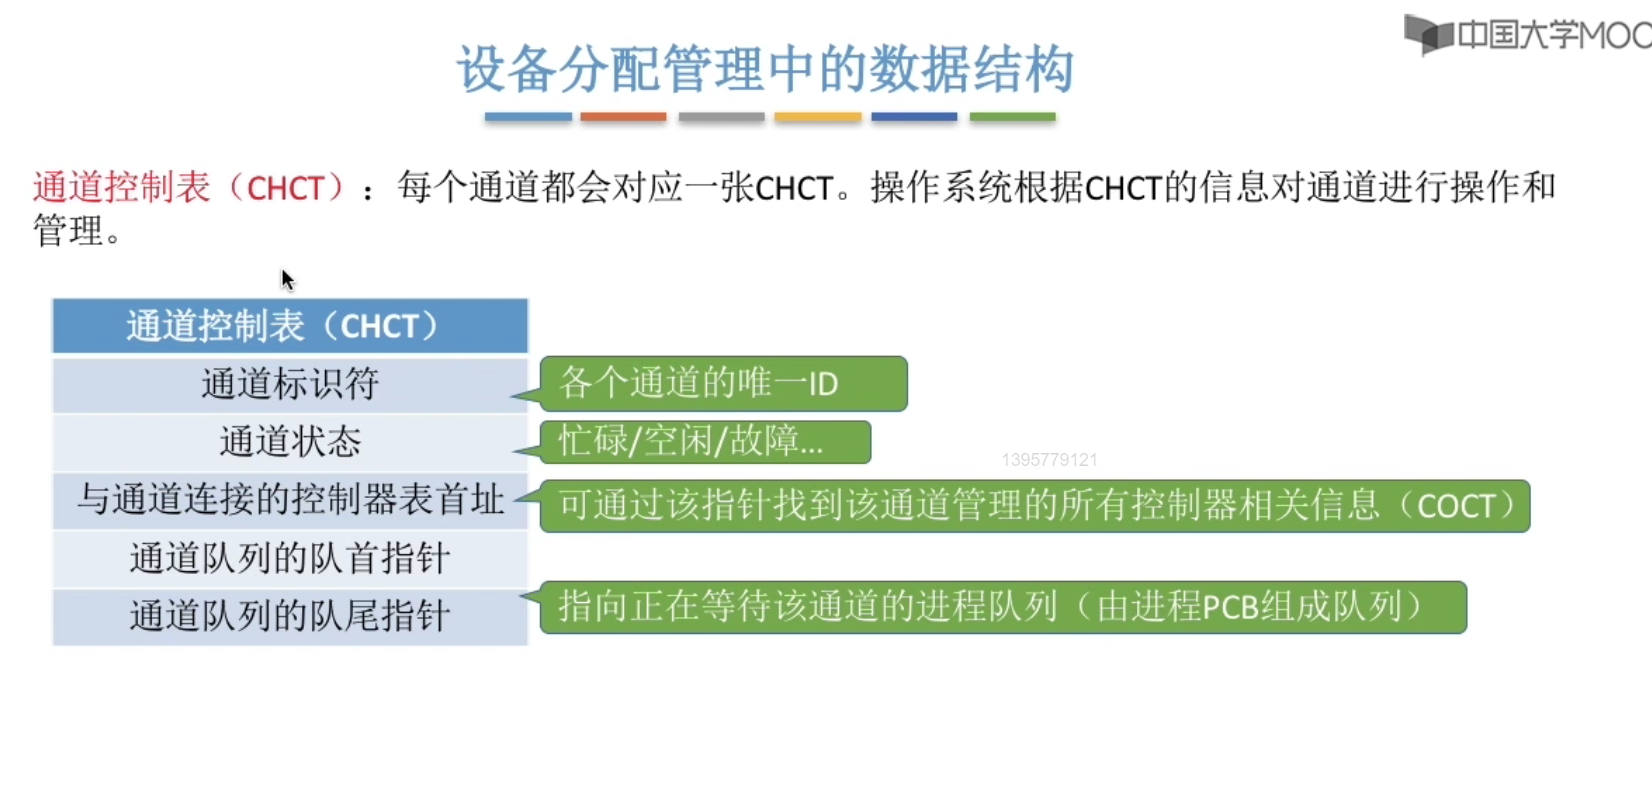 中国大学MOO
设备分配管理中的数据结构
通道控制表（CHCT）：每个通道都会对应一张CHCT。操作系统根据CHCT的信息对通道进行操作和
管理。
通道控制表（CHCT）
通道标识符
各个通道的唯一ID
通道状态
忙碌/空闲/故障...
1395779121
与通道连接的控制器表首址
可通过该指针找到该通道管理的所有控制器相关信息（COCT）
通道队列的队首指针
通道队列的队尾指针
指向正在等待该通道的进程队列（由进程PCB组成队列）